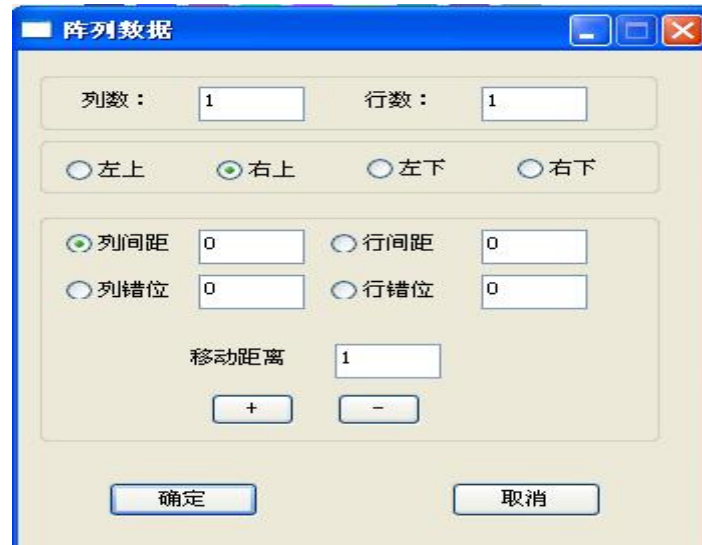 阵列数据
列数： 1 行数： 1
左上 右上 左下 右下
列间距 0 行间距 0
列错位 0 行错位 0
移动距离 1
+ -
确定 取消